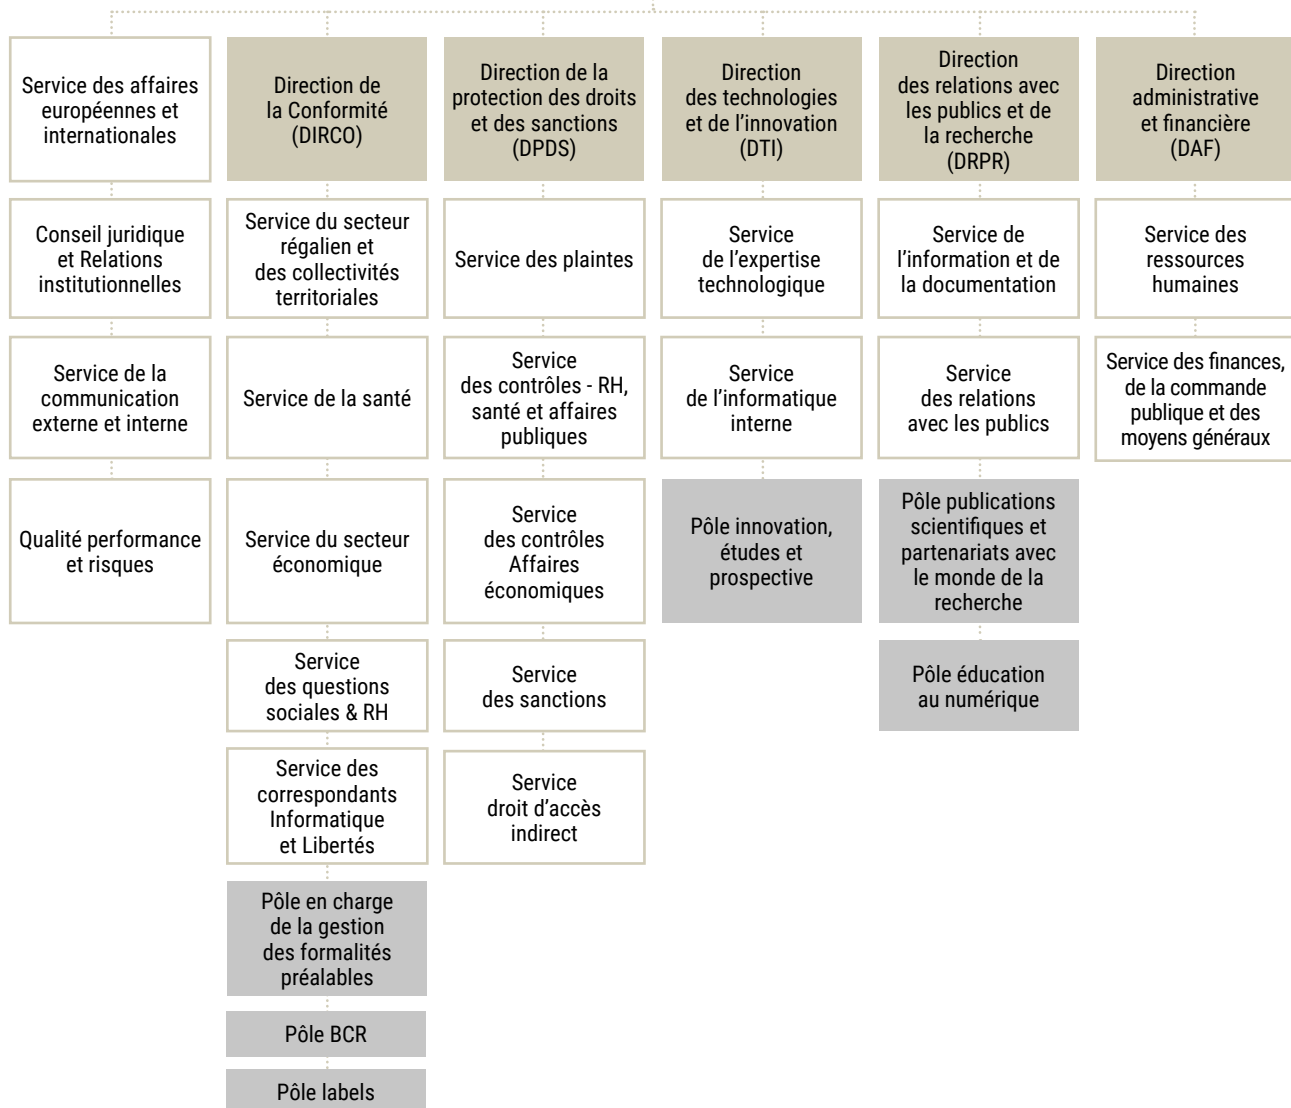 Service des affaires
européennes et
internationales
Conseil juridique
et Relations
institutionnelles
Service de la
communication
externe et interne
Qualité performance
et risques
Direction de
la Conformité
(DIRCO)
Service du secteur
régalien et
des collectivités
territoriales
Service de la santé
Service du secteur
économique
Service
des questions
sociales & RH
Service des
correspondants
Informatique
et Libertés
Pôle en charge
de la gestion
des formalités
préalables
Pôle BCR
Pôle labels
Direction de la
protection des droits
et des sanctions
(DPDS)
Service des plaintes
Service
des contrôles - RH,
santé et affaires
publiques
Service
des contrôles
Affaires
économiques
Service
des sanctions
Service
droit d’accès
indirect
Direction
des technologies
et de l’innovation
(DTI)
Service
de l’expertise
technologique
Service
de l’informatique
interne
Pôle innovation,
études et
prospective
Direction
des relations avec
les publics et de
la recherche
(DRPR)
Service de
l’information et de
la documentation
Service
des relations
avec les publics
Pôle publications
scientifiques et
partenariats avec
le monde de la
recherche
Pôle éducation
au numérique
Direction
administrative
et financière
(DAF)
Service des
ressources
humaines
Service des finances,
de la commande
publique et des
moyens généraux